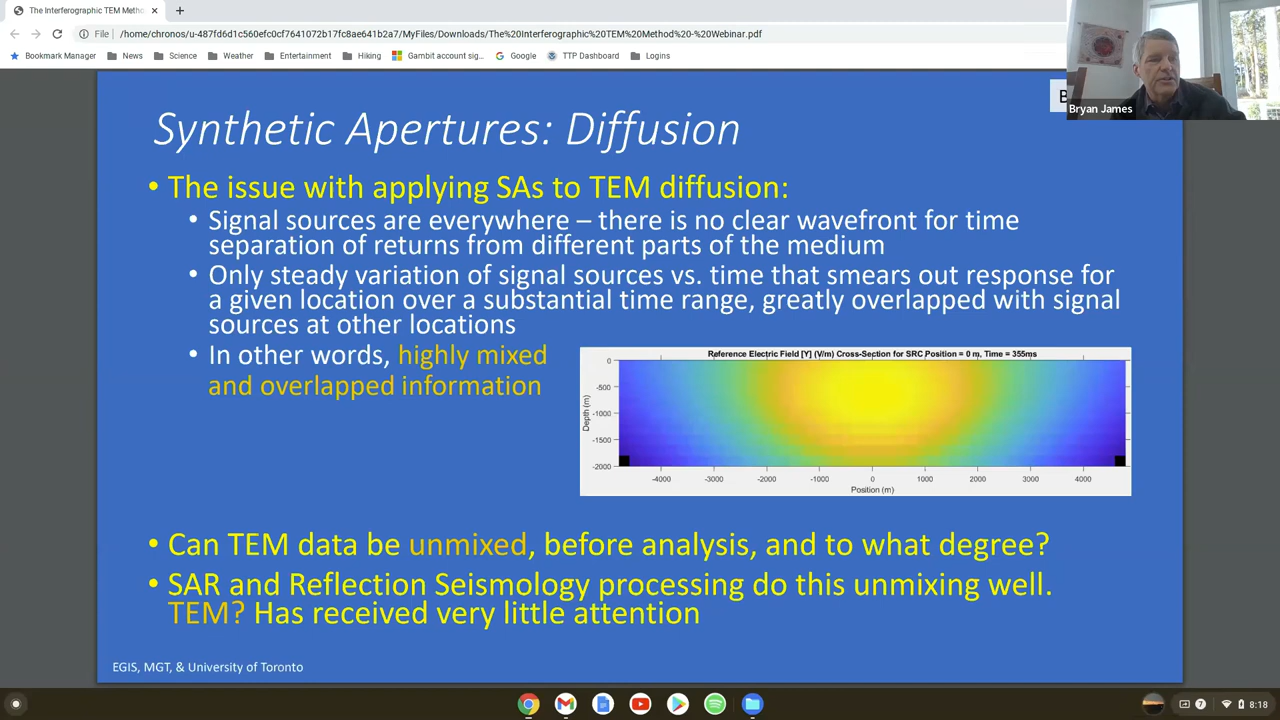 The Interferographic TEM Metho
File
/home/chronos/u-487fd6d1c560efc0cf7641072b17fc8ae641b2a7/MyFiles/Downloads/The%20Interferographic%20TEM%20Method%20-%20Webinar.pdf
Bookmark Manager News Science Weather Entertainment Hiking Gambit account sig... Google TTP Dashboard Logins
Bryan James
Synthetic Apertures: Diffusion
• The issue with applying SAs to TEM diffusion:
• Signal sources are everywhere – there is no clear wavefront for time
separation of returns from different parts of the medium
• Only steady variation of signal sources vs. time that smears out response for
a given location over a substantial time range, greatly overlapped with signal
sources at other locations
• In other words, highly mixed
and overlapped information
Reference Electric Field [Y] (V/m) Cross-Section for SRC Position = 0 m, Time = 355ms
0
-500
-1000
-1500
-2000
Depth (m)
-4000 -3000 -2000 -1000 0 1000 2000 3000 4000
Position (m)
• Can TEM data be unmixed, before analysis, and to what degree?
• SAR and Reflection Seismology processing do this unmixing well.
TEM? Has received very little attention
EGIS, MGT, & University of Toronto
7 8:18